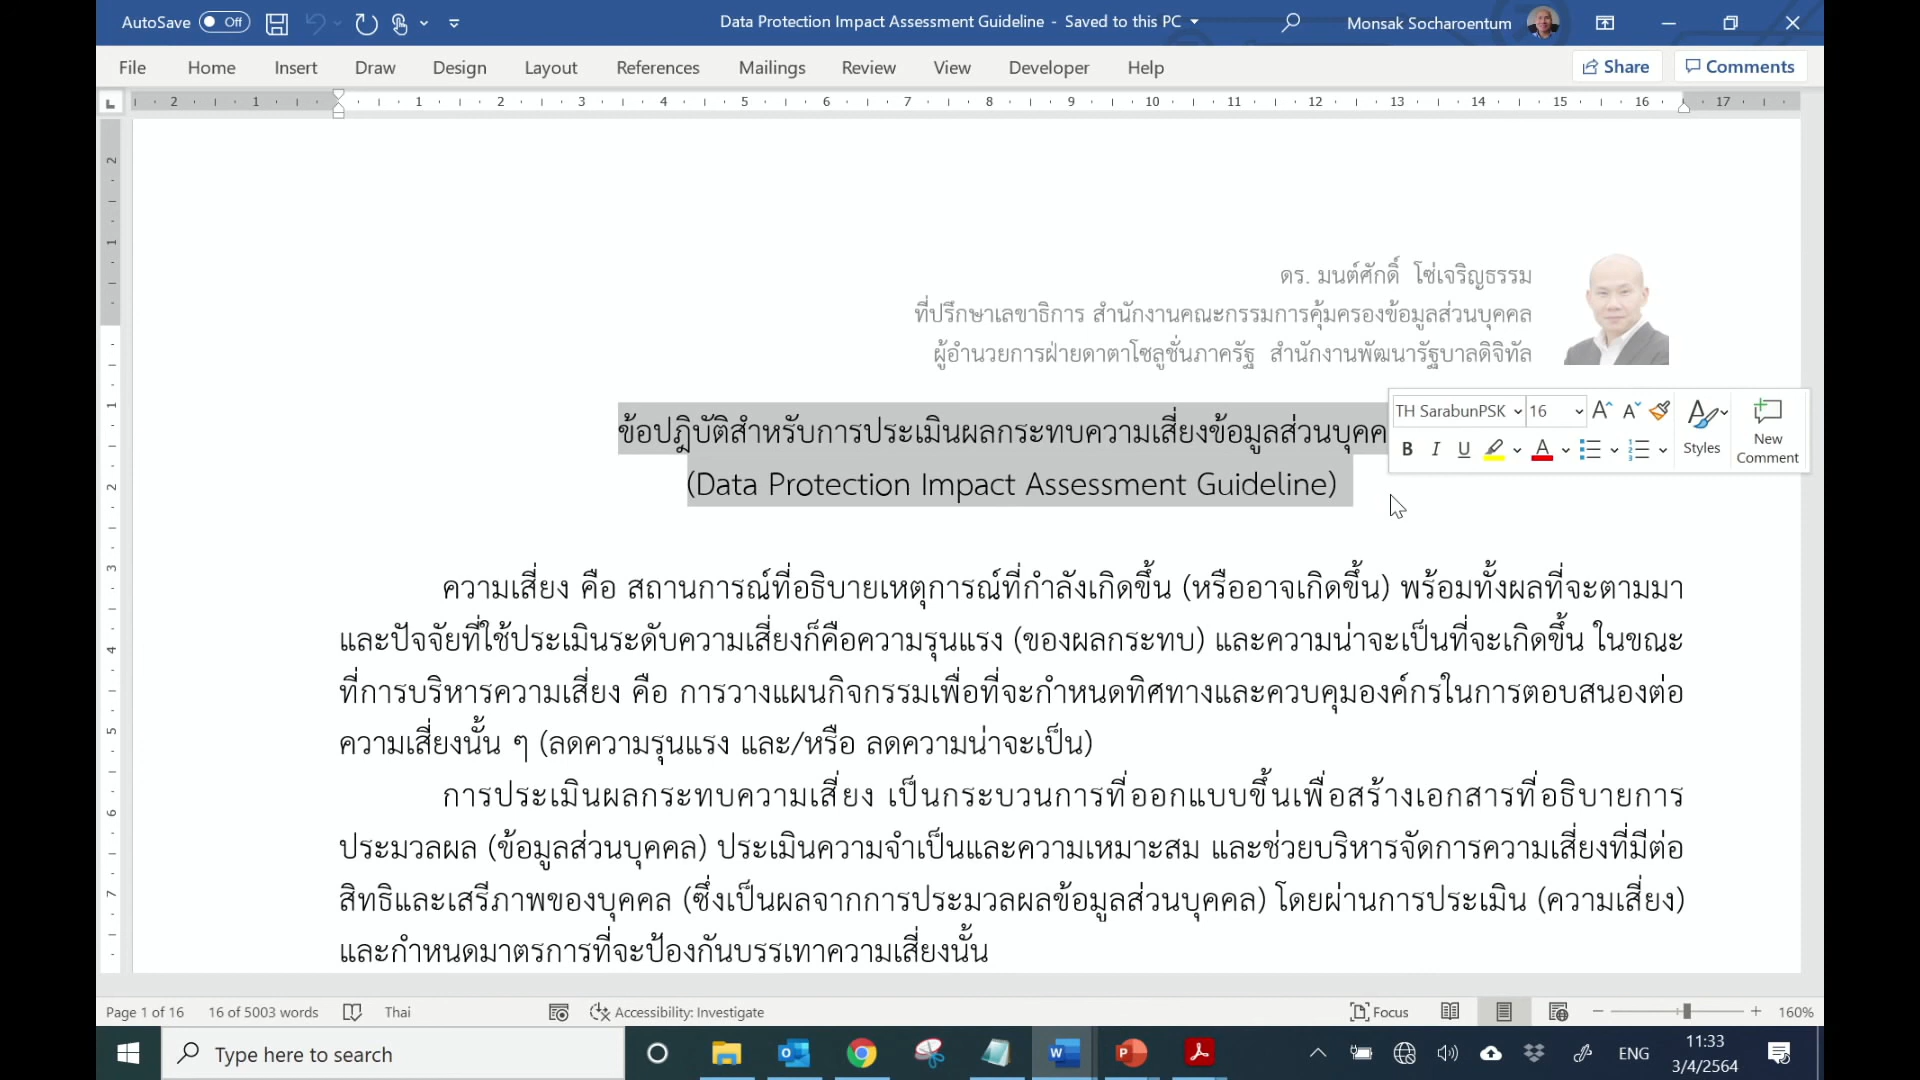 AutoSave Off
Data Protection Impact Assessment Guideline - Saved to this PC
Monsak Socharoentum
File Home Insert Draw Design Layout References Mailings Review View Developer Help
Share Comments
2 1 1 2 3 4 5 6 7 8 9 10 11 12 13 14 15 16 17
ดร. มนต์ศักดิ์ โซ่เจริญธรรม
ที่ปรึกษาเลขาธิการ สำนักงานคณะกรรมการคุ้มครองข้อมูลส่วนบุคคล
ผู้อำนวยการฝ่ายดาตาโซลูชั่นภาครัฐ สำนักงานพัฒนารัฐบาลดิจิทัล
TH SarabunPSK 16
B I U A
Styles
New
Comment
ข้อปฏิบัติสำหรับการประเมินผลกระทบความเสี่ยงข้อมูลส่วนบุคค
(Data Protection Impact Assessment Guideline)
ความเสี่ยง คือ สถานการณ์ที่อธิบายเหตุการณ์ที่กำลังเกิดขึ้น (หรืออาจเกิดขึ้น) พร้อมทั้งผลที่จะตามมา
และปัจจัยที่ใช้ประเมินระดับความเสี่ยงก็คือความรุนแรง (ของผลกระทบ) และความน่าจะเป็นที่จะเกิดขึ้น ในขณะ
ที่การบริหารความเสี่ยง คือ การวางแผนกิจกรรมเพื่อที่จะกำหนดทิศทางและควบคุมองค์กรในการตอบสนองต่อ
ความเสี่ยงนั้น ๆ (ลดความรุนแรง และ/หรือ ลดความน่าจะเป็น)
การประเมินผลกระทบความเสี่ยง เป็นกระบวนการที่ออกแบบขึ้นเพื่อสร้างเอกสารที่อธิบายการ
ประมวลผล (ข้อมูลส่วนบุคคล) ประเมินความจำเป็นและความเหมาะสม และช่วยบริหารจัดการความเสี่ยงที่มีต่อ
สิทธิและเสรีภาพของบุคคล (ซึ่งเป็นผลจากการประมวลผลข้อมูลส่วนบุคคล) โดยผ่านการประเมิน (ความเสี่ยง)
และกำหนดมาตรการที่จะป้องกันบรรเทาความเสี่ยงนั้น
Page 1 of 16 16 of 5003 words Thai Accessibility: Investigate Focus 160%
Type here to search
ENG
11:33
3/4/2564